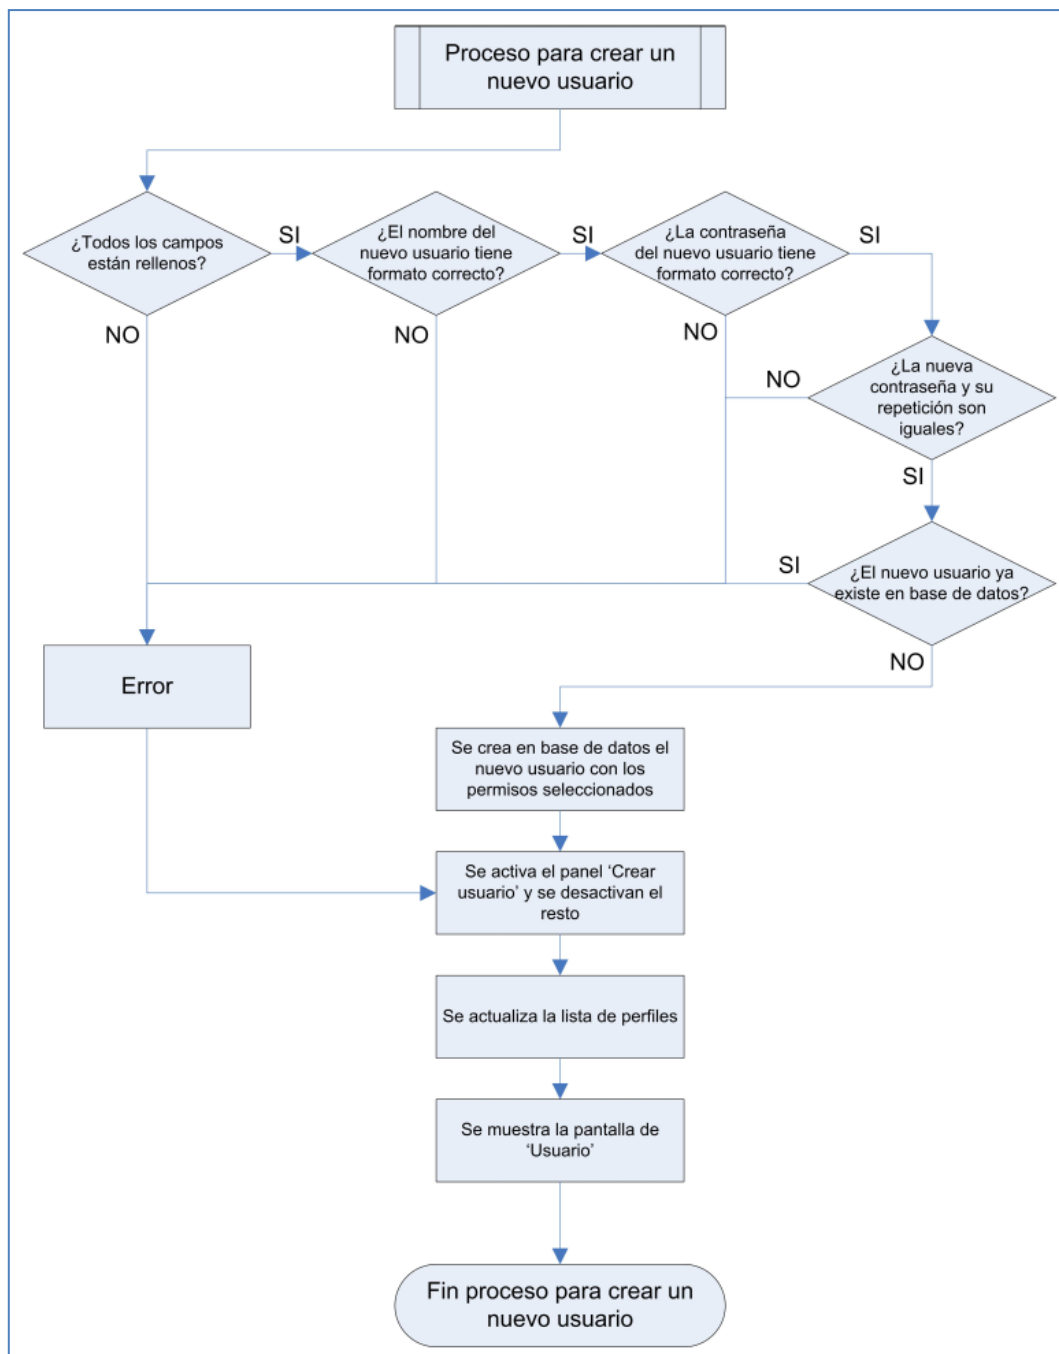 Proceso para crear un
nuevo usuario
¿Todos los campos
están rellenos?
SI
¿El nombre del
nuevo usuario tiene
formato correcto?
SI
¿La contraseña
del nuevo usuario tiene
formato correcto?
SI
NO
NO
NO
¿La nueva
contraseña y su
repetición son
iguales?
NO
SI
¿El nuevo usuario ya
existe en base de datos?
SI
NO
Error
Se crea en base de datos el
nuevo usuario con los
permisos seleccionados
Se activa el panel ‘Crear
usuario’ y se desactivan el
resto
Se actualiza la lista de perfiles
Se muestra la pantalla de
‘Usuario’
Fin proceso para crear un
nuevo usuario